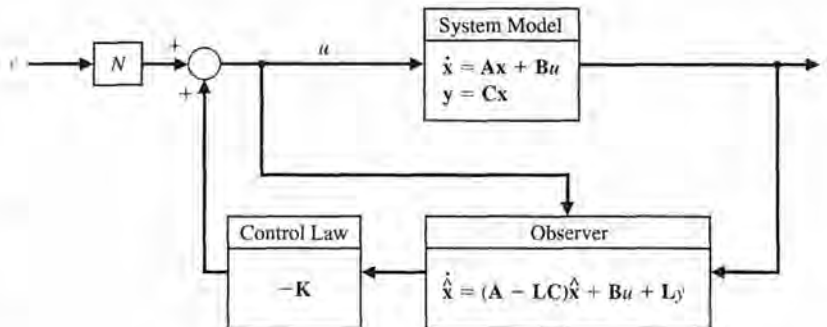 System Model
N
+
+
u
ẋ = Ax + Bu
y = Cx
Control Law
−K
Observer
x̂̇ = (A − LC)x̂ + Bu + Ly